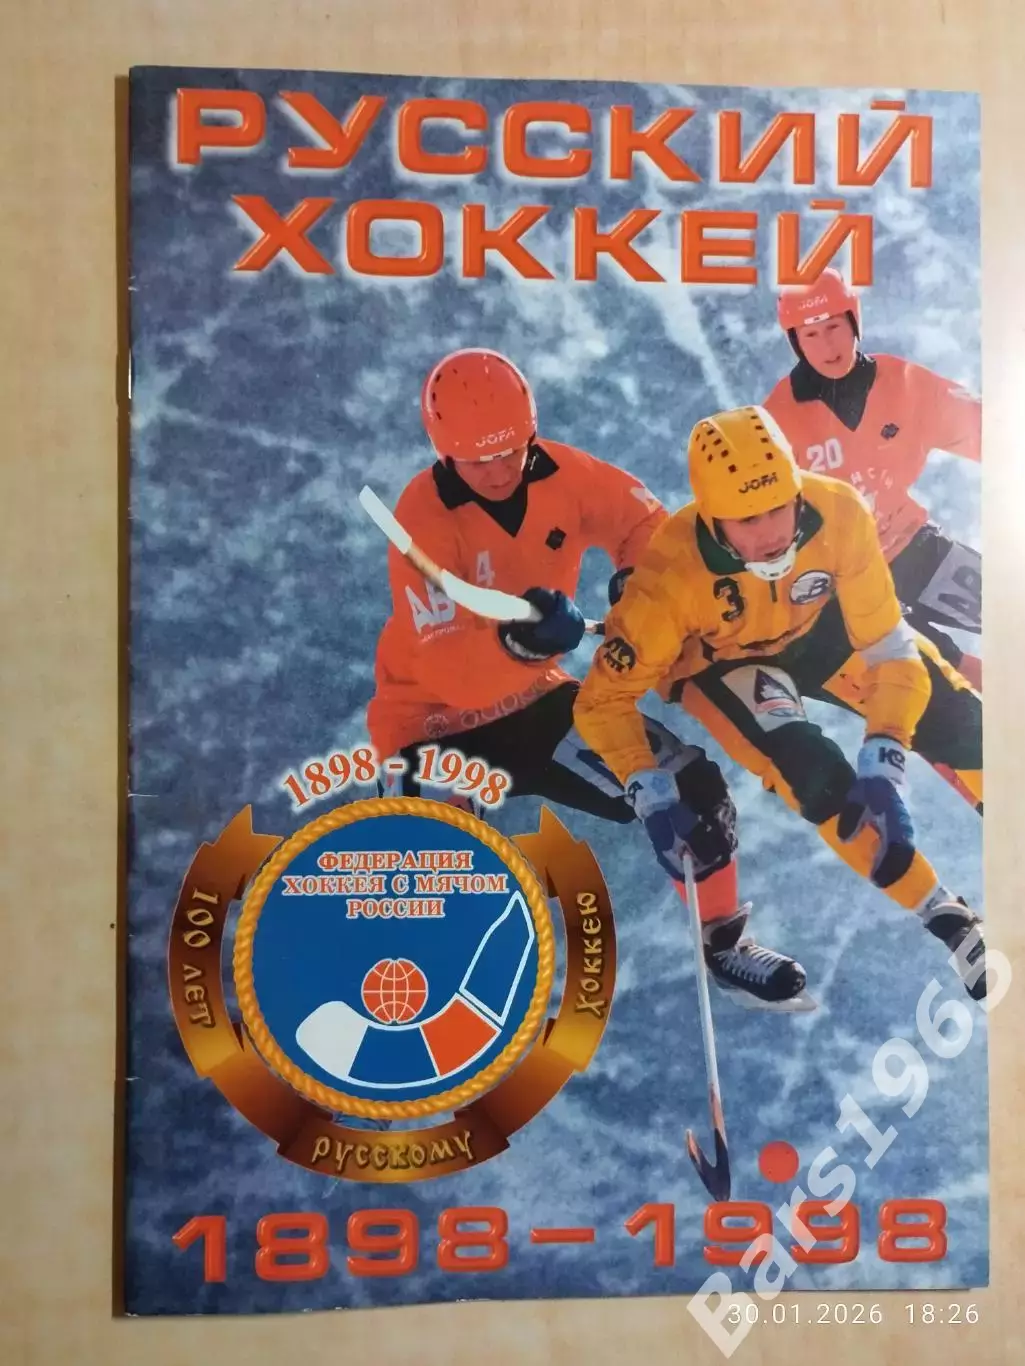 РУССКИЙ
ХОККЕЙ
JOFA
JOFA
JOFA
20
4
АВ
3
1898 - 1998
ФЕДЕРАЦИЯ
ХОККЕЯ С МЯЧОМ
РОССИИ
100 лет
русскому
хоккею
1898-1998
Bars1965
30.01.2026 18:26